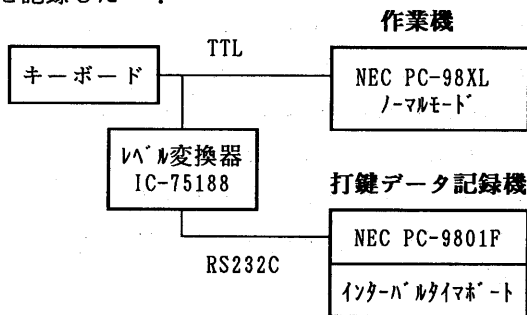 を記録した
作業機
TTL
キーボード
NEC PC-98XL
ノーマルモード
レベル変換器
IC-75188
打鍵データ記録機
NEC PC-9801F
RS232C
インターバルタイマボート